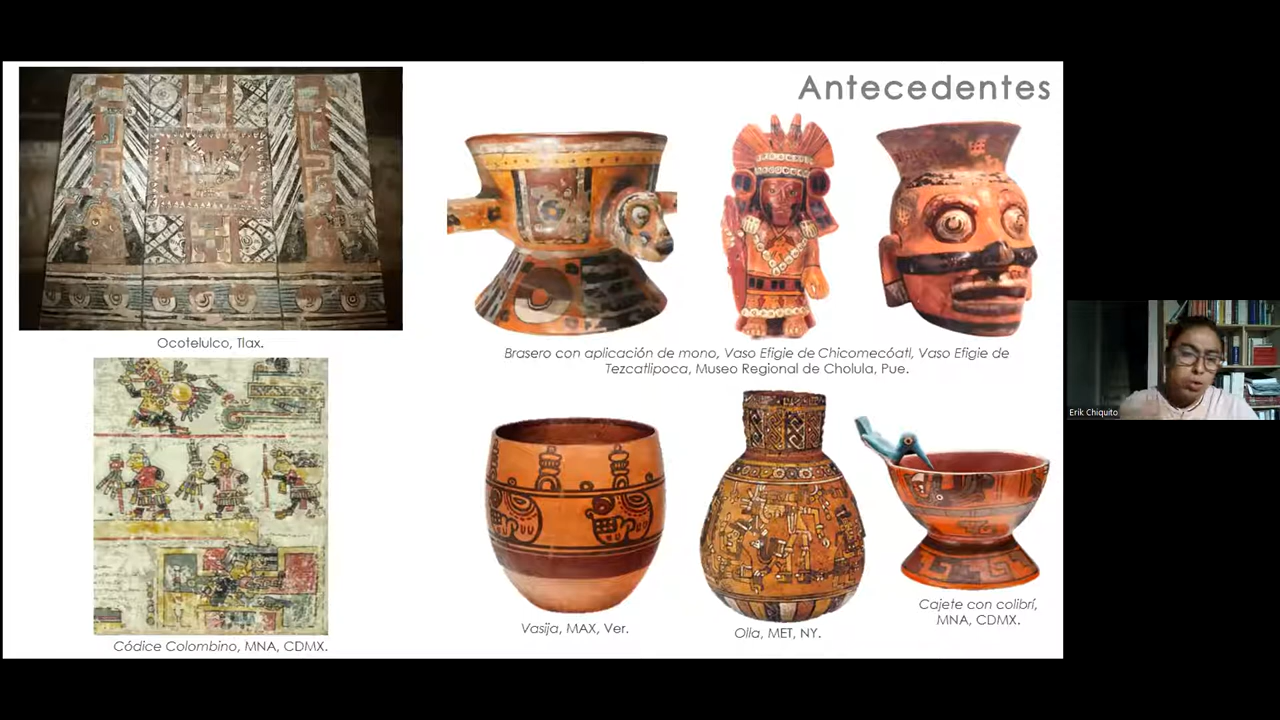 Antecedentes
Ocotelulco, Tlax.
Brasero con aplicación de mono, Vaso Efigie de Chicomecóatl, Vaso Efigie de
Tezcatlipoca, Museo Regional de Cholula, Pue.
Erik Chiquito
Vasija, MAX, Ver.
Olla, MET, NY.
Cajete con colibrí,
MNA, CDMX.
Códice Colombino, MNA, CDMX.